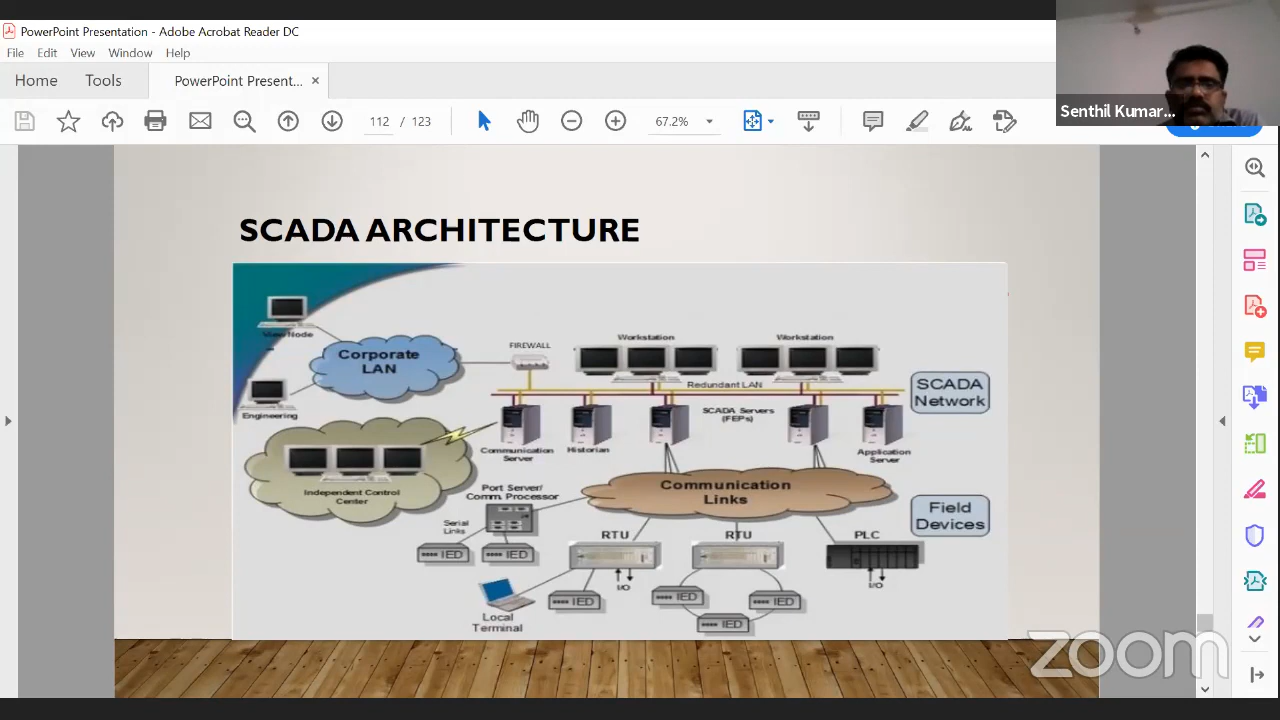 PowerPoint Presentation - Adobe Acrobat Reader DC
File Edit View Window Help
Home Tools PowerPoint Present... ×
112 / 123 67.2%
Senthil Kumar...
SCADA ARCHITECTURE
View Node
Corporate
LAN
Engineering
FIREWALL
Workstation
Workstation
Redundant LAN
SCADA
Network
SCADA Servers
(FEPs)
Communication
Server
Historian
Application
Server
Independent Control
Center
Port Server/
Comm. Processor
Communication
Links
Field
Devices
Serial
Links
IED
IED
RTU
RTU
PLC
I/O
I/O
Local
Terminal
IED
IED
IED
IED
zoom